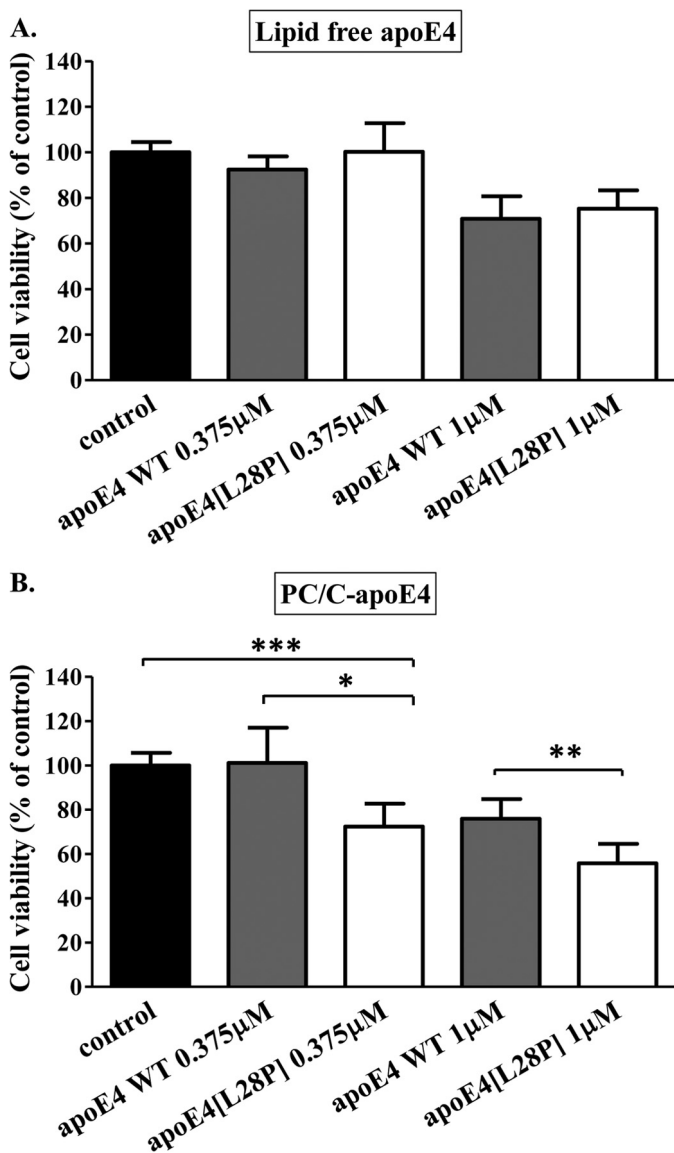 A.
Lipid free apoE4
Cell viability (% of control)
140
120
100
80
60
40
20
0
control
apoE4 WT 0.375μM
apoE4[L28P] 0.375μM
apoE4 WT 1μM
apoE4[L28P] 1μM
B.
PC/C-apoE4
Cell viability (% of control)
140
120
100
80
60
40
20
0
***
*
**
control
apoE4 WT 0.375μM
apoE4[L28P] 0.375μM
apoE4 WT 1μM
apoE4[L28P] 1μM